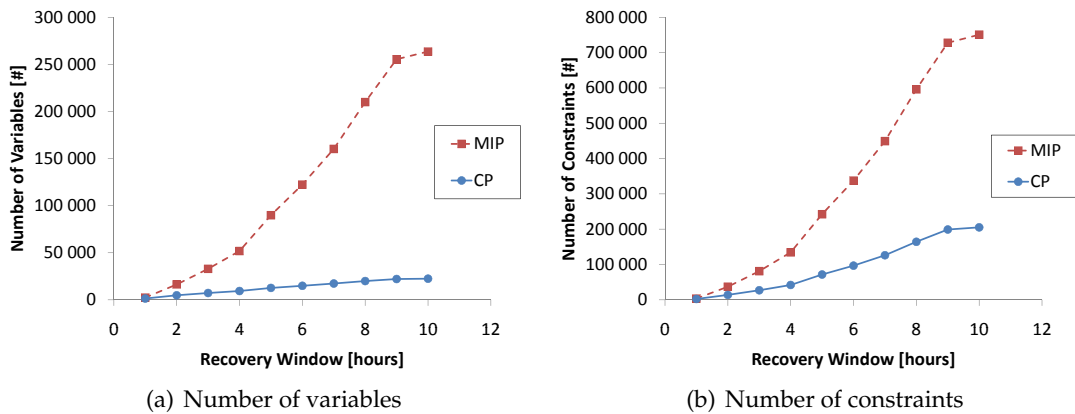 300 000
250 000
200 000
150 000
100 000
50 000
0
Number of Variables [#]
0 2 4 6 8 10 12
Recovery Window [hours]
MIP
CP
(a) Number of variables
800 000
700 000
600 000
500 000
400 000
300 000
200 000
100 000
0
Number of Constraints [#]
0 2 4 6 8 10 12
Recovery Window [hours]
MIP
CP
(b) Number of constraints